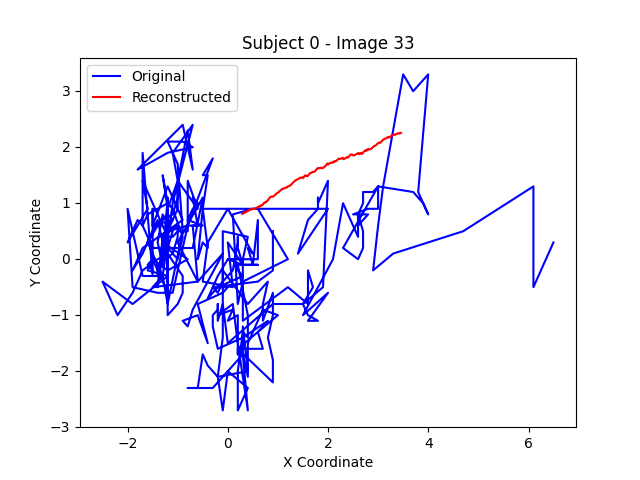 Subject 0 - Image 33
Original
Reconstructed
3
2
1
0
−1
−2
−3
Y Coordinate
−2
0
2
4
6
X Coordinate